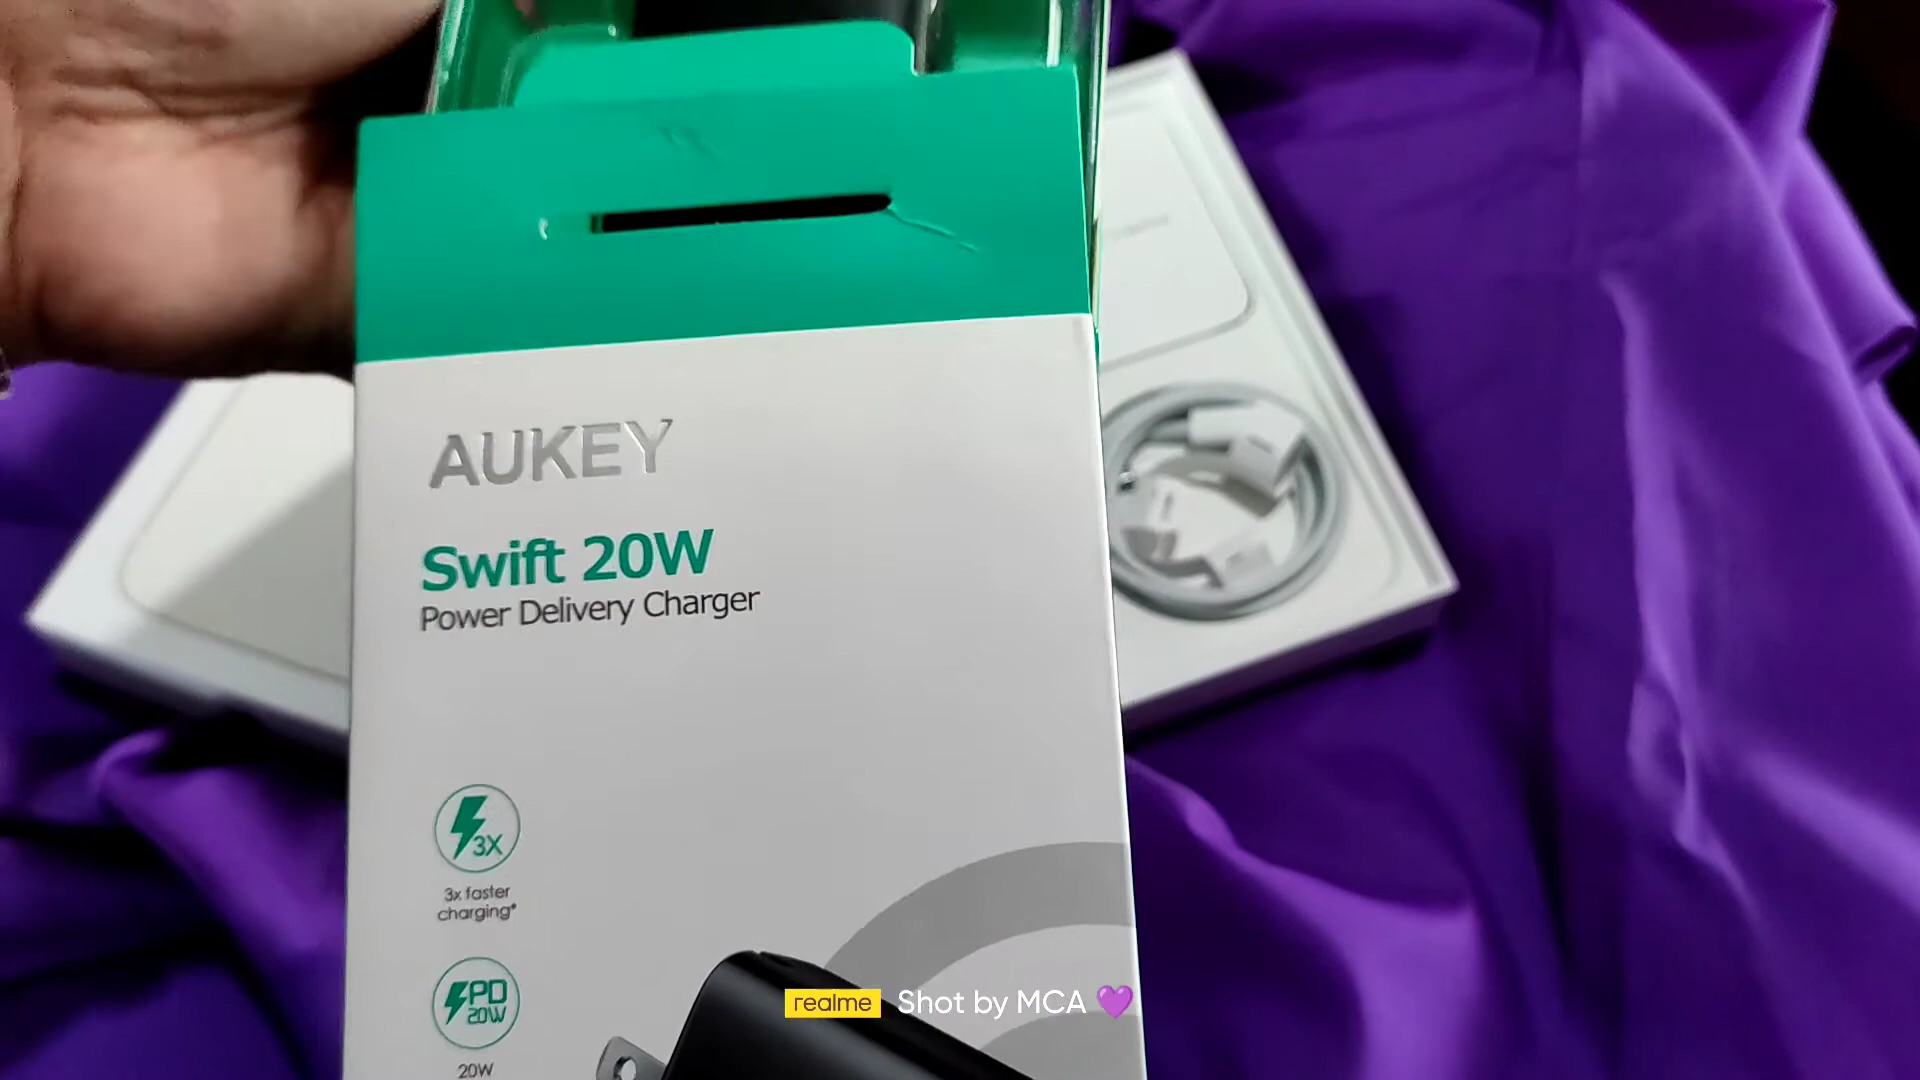 AUKEY
Swift 20W
Power Delivery Charger
3X
3x faster
charging*
PD
20W
20W
realme Shot by MCA 💜